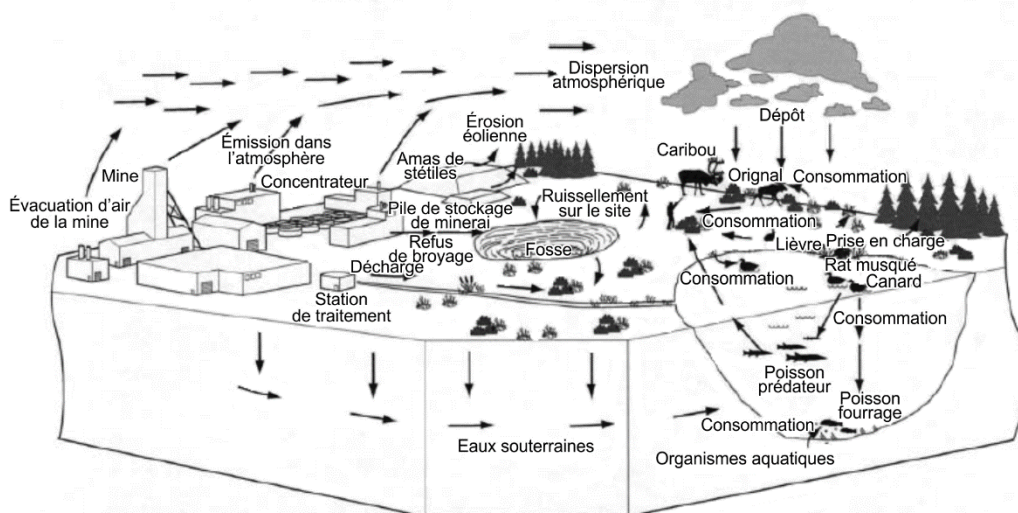 Dispersion
atmosphérique
Dépôt
Érosion
éolienne
Émission dans
l'atmosphère
Caribou
Mine
Amas de
stétiles
Orignal
Consommation
Concentrateur
Évacuation d'air
de la mine
Ruissellement
sur le site
Pile de stockage
de minerai
Consommation
Refus
de broyage
Fosse
Lièvre
Prise en charge
Décharge
Rat musqué
Consommation
Canard
Station
de traitement
Consommation
Poisson
prédateur
Poisson
fourrage
Consommation
Eaux souterraines
Organismes aquatiques